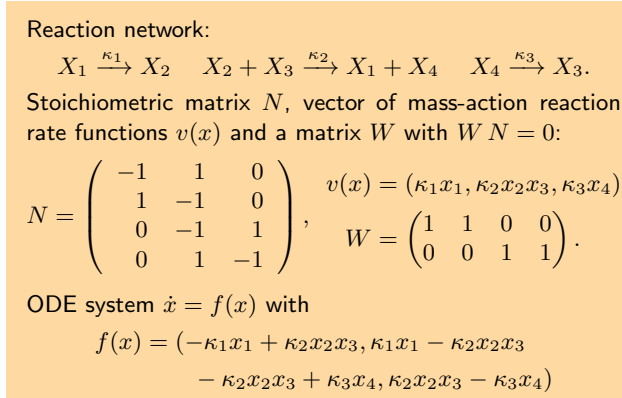 Reaction network:
X₁ —κ₁→ X₂   X₂ + X₃ —κ₂→ X₁ + X₄   X₄ —κ₃→ X₃.
Stoichiometric matrix N, vector of mass-action reaction
rate functions v(x) and a matrix W with W N = 0:
N = ( −1 1 0
1 −1 0
0 −1 1
0 1 −1 ) ,
v(x) = (κ₁x₁, κ₂x₂x₃, κ₃x₄)
W = ( 1 1 0 0
0 0 1 1 ) .
ODE system ẋ = f(x) with
f(x) = (−κ₁x₁ + κ₂x₂x₃, κ₁x₁ − κ₂x₂x₃
− κ₂x₂x₃ + κ₃x₄, κ₂x₂x₃ − κ₃x₄)